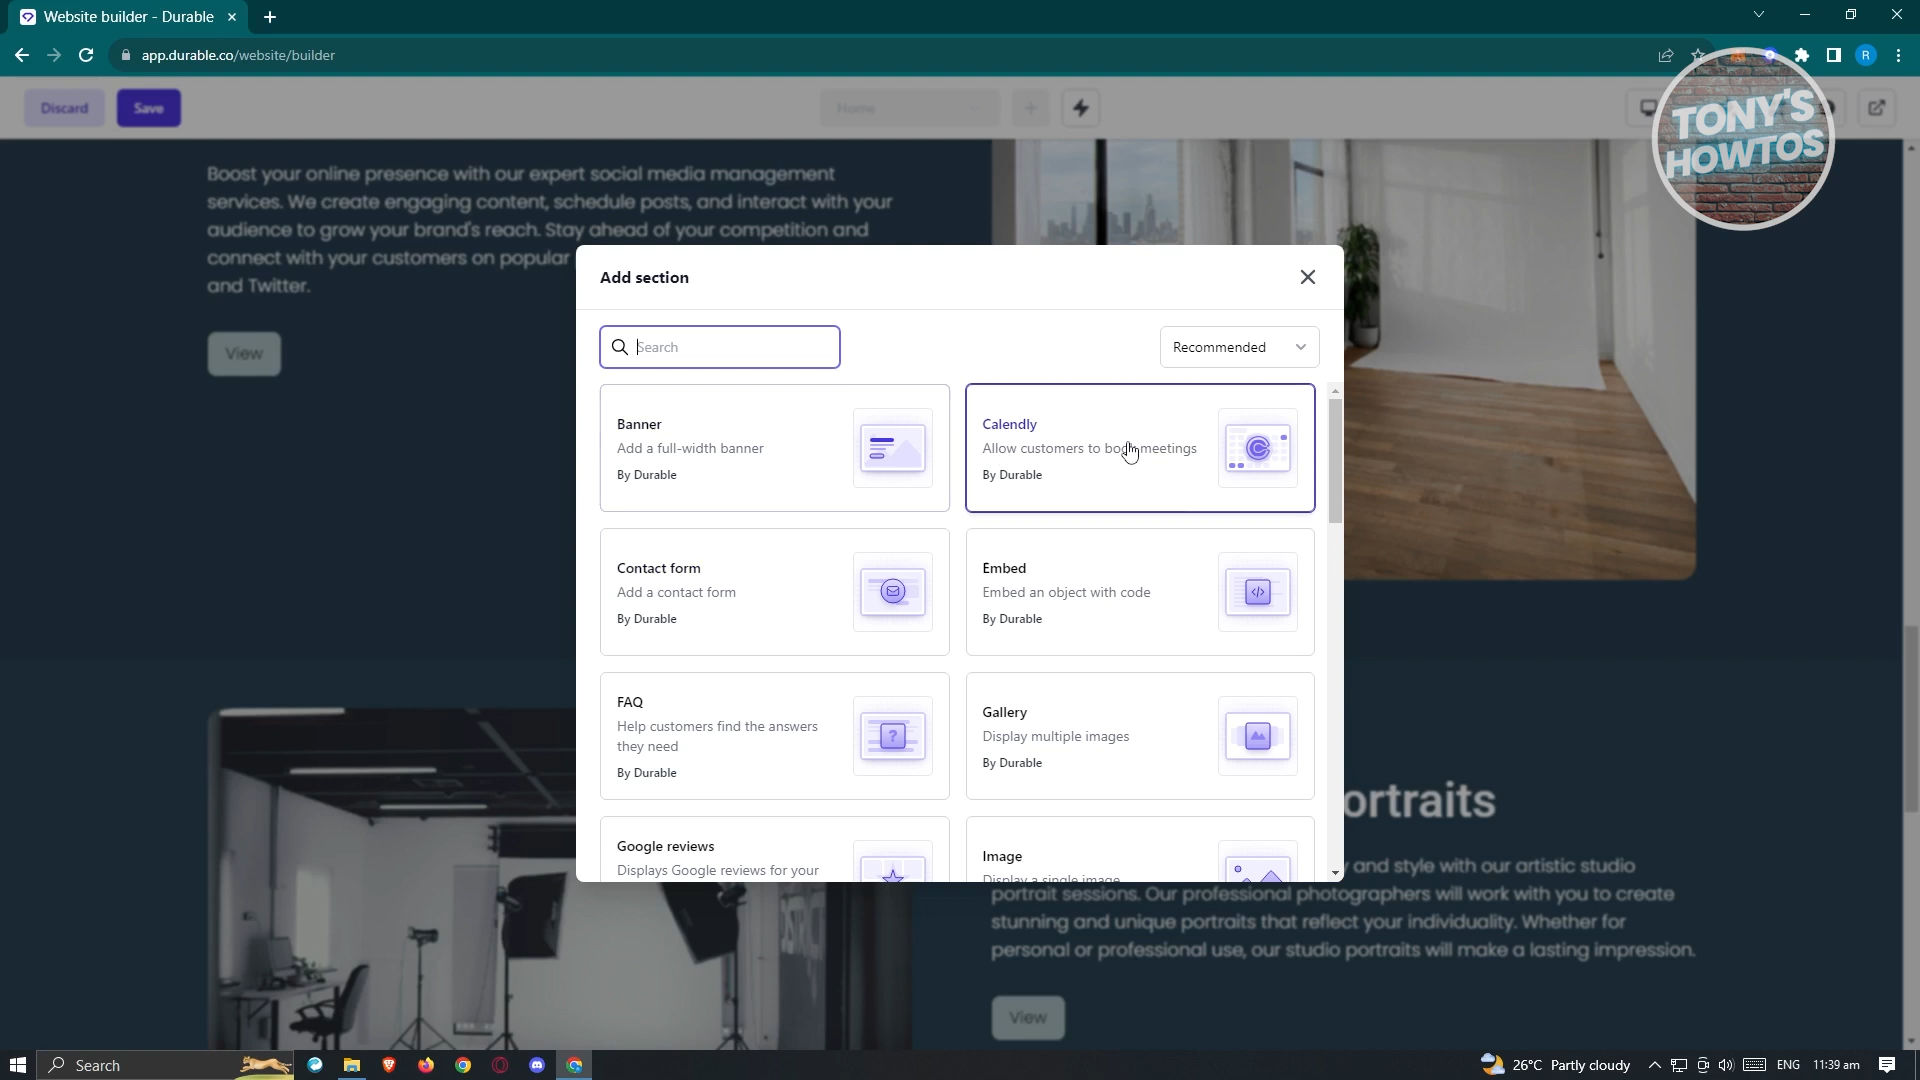 Website builder - Durable
app.durable.co/website/builder
R
Discard
Save
Home
TONY'S
HOWTOS
Boost your online presence with our expert social media management
services. We create engaging content, schedule posts, and interact with your
audience to grow your brand's reach. Stay ahead of your competition and
connect with your customers on popular
and Twitter.
View
Add section
Search
Recommended
Banner
Add a full-width banner
By Durable
Calendly
Allow customers to book meetings
By Durable
Contact form
Add a contact form
By Durable
Embed
Embed an object with code
By Durable
FAQ
Help customers find the answers
they need
By Durable
Gallery
Display multiple images
By Durable
Google reviews
Displays Google reviews for your
Image
Display a single image
ortraits
and style with our artistic studio
portrait sessions. Our professional photographers will work with you to create
stunning and unique portraits that reflect your individuality. Whether for
personal or professional use, our studio portraits will make a lasting impression.
View
Search
26°C Partly cloudy
ENG
11:39 am